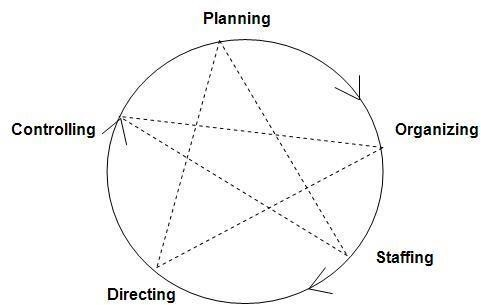 Planning
Organizing
Controlling
Staffing
Directing